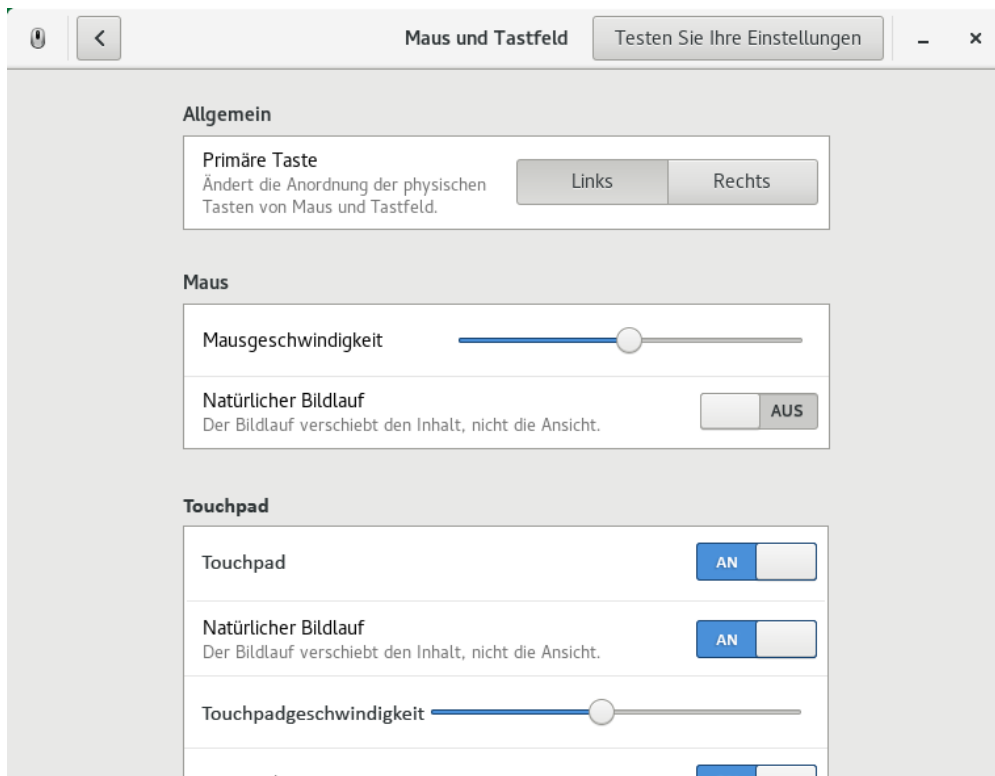 Maus und Tastfeld
Testen Sie Ihre Einstellungen
Allgemein
Primäre Taste
Ändert die Anordnung der physischen
Tasten von Maus und Tastfeld.
Links
Rechts
Maus
Mausgeschwindigkeit
Natürlicher Bildlauf
Der Bildlauf verschiebt den Inhalt, nicht die Ansicht.
AUS
Touchpad
Touchpad
AN
Natürlicher Bildlauf
Der Bildlauf verschiebt den Inhalt, nicht die Ansicht.
AN
Touchpadgeschwindigkeit